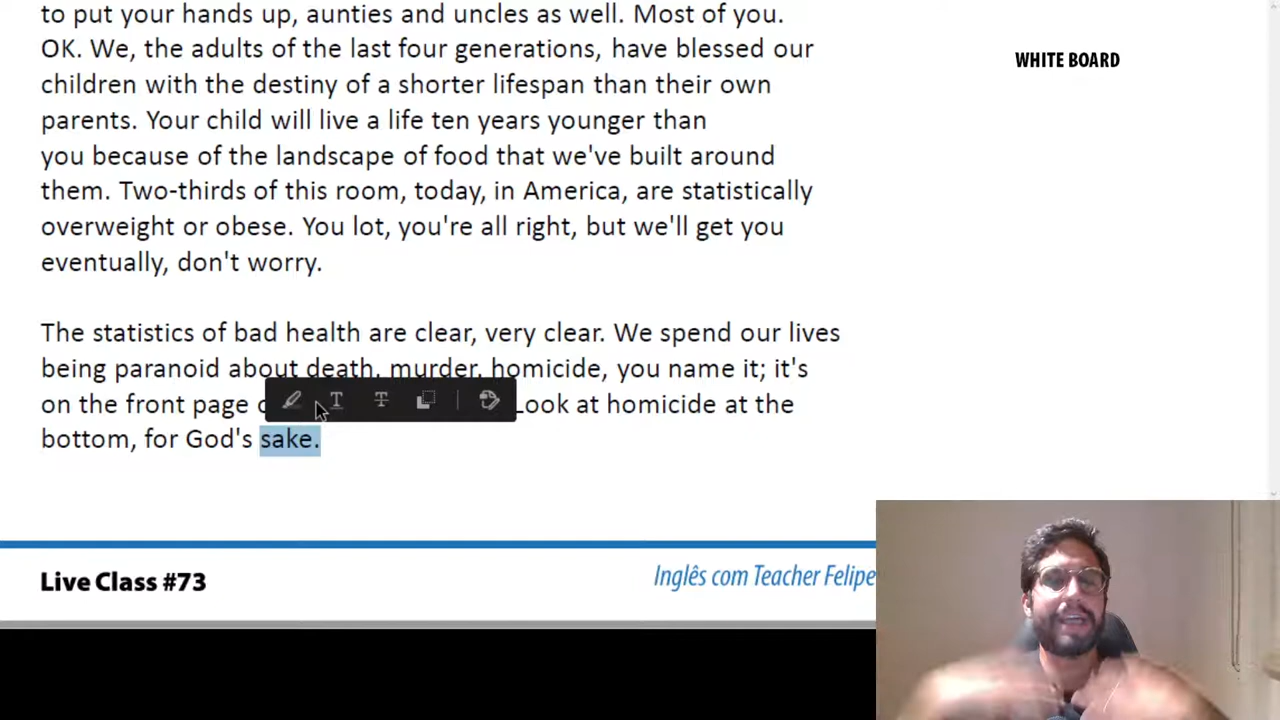 to put your hands up, aunties and uncles as well. Most of you.
OK. We, the adults of the last four generations, have blessed our
children with the destiny of a shorter lifespan than their own
parents. Your child will live a life ten years younger than
you because of the landscape of food that we've built around
them. Two-thirds of this room, today, in America, are statistically
overweight or obese. You lot, you're all right, but we'll get you
eventually, don't worry.
The statistics of bad health are clear, very clear. We spend our lives
being paranoid about death, murder, homicide, you name it; it's
on the front page Look at homicide at the
bottom, for God's sake.
WHITE BOARD
Live Class #73
Inglês com Teacher Felipe